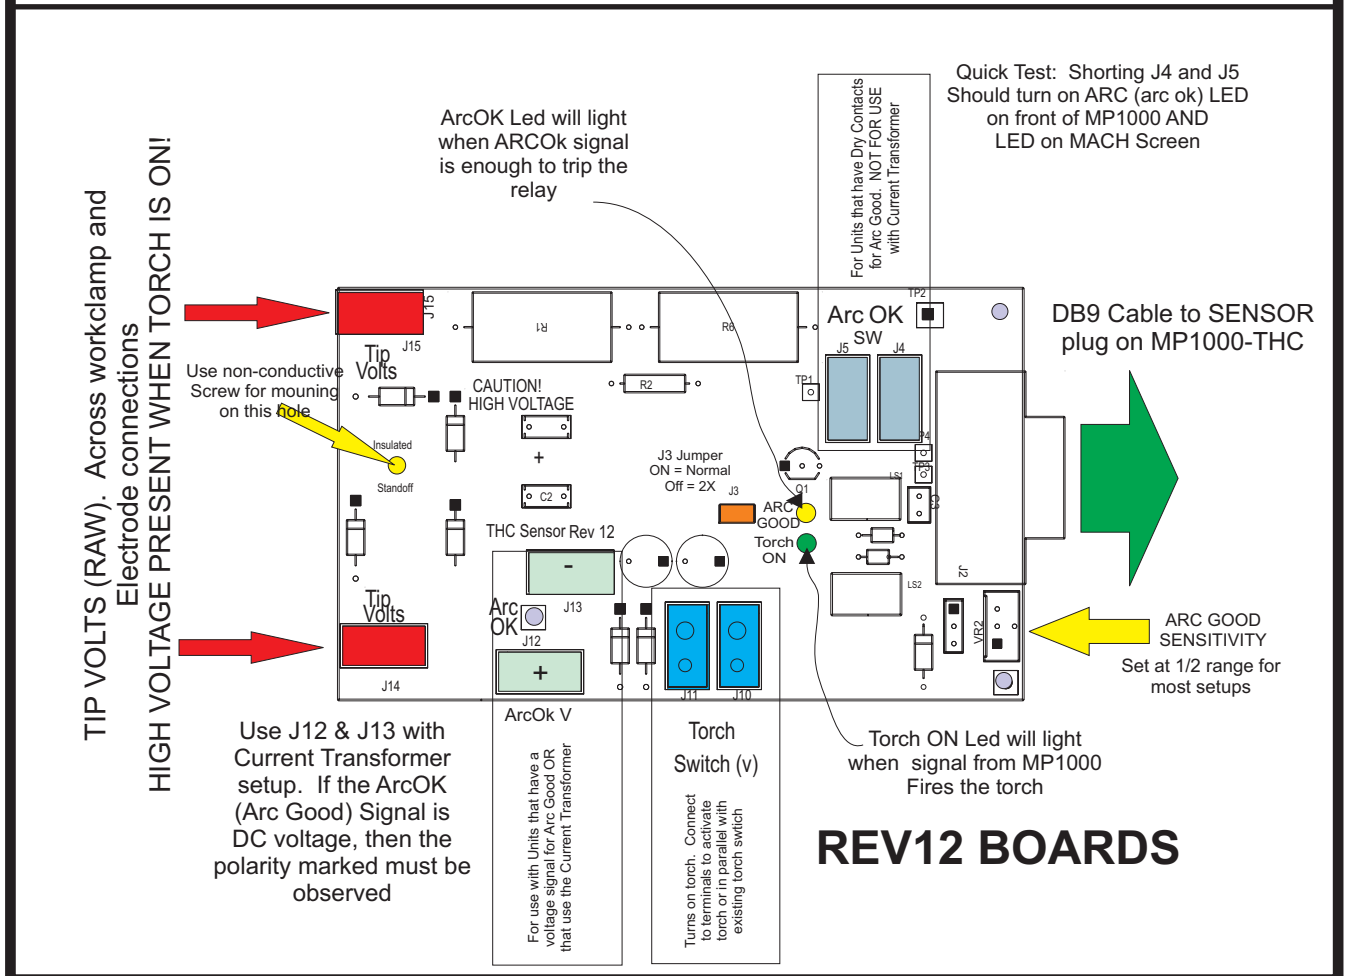 Quick Test:  Shorting J4 and J5
Should turn on ARC (arc ok) LED
on front of MP1000 AND
LED on MACH Screen
ArcOK Led will light
when ARCOk signal
is enough to trip the
relay
For Units that have Dry Contacts
for Arc Good.  NOT FOR USE
with Current Transformer
TIP VOLTS (RAW).  Across workclamp and
Electrode connections
HIGH VOLTAGE PRESENT WHEN TORCH IS ON!
DB9 Cable to SENSOR
plug on MP1000-THC
J15
J15
Tip
Volts
R1
R6
Arc OK
SW
J5
J4
TP2
TP1
R2
Use non-conductive
Screw for mouning
on this hole
CAUTION!
HIGH VOLTAGE
Insulated
Standoff
+
C2
J3 Jumper
ON = Normal
Off = 2X
J3
Q1
ARC
GOOD
Torch
ON
LS1
P4
TP3
C3
LS2
J2
VR2
THC Sensor Rev 12
-
J13
Arc
OK
J12
+
ArcOk V
Tip
Volts
J14
J11
J10
Torch
Switch (v)
ARC GOOD
SENSITIVITY
Set at 1/2 range for
most setups
Use J12 & J13 with
Current Transformer
setup.  If the ArcOK
(Arc Good) Signal is
DC voltage, then the
polarity marked must be
observed
For use with Units that have a
voltage signal for Arc Good OR
that use the Current Transformer
Turns on torch.  Connect
to terminals to activate
torch or in parallel with
existing torch swtich
Torch ON Led will light
when  signal from MP1000
Fires the torch
REV12 BOARDS